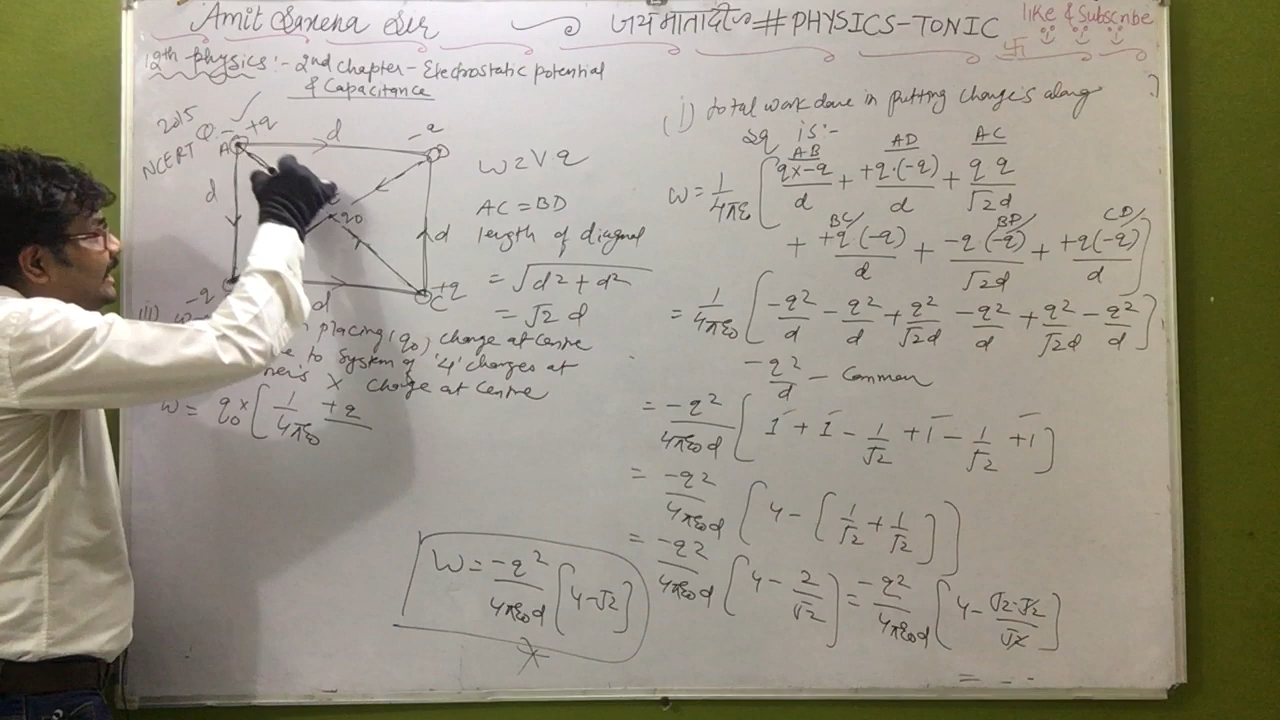 Amit Saxena Sir जय माता दी # PHYSICS-TONIC like & Subscribe
12th Physics :- 2nd Chapter - Electrostatic potential
& Capacitance
2015
NCERT Q:-
+q d -q
A
d
q0
d
-q d +q
C
W = Vq
AC = BD
length of diagonal
= √d2 + d2
= √2 d
(ii)
placing (q0) charge at centre
to system of '4' charges at
× charge at centre
W = q0 × [ 1/4πε0 +q
W = -q2/4πε0d [4-√2]
(i) total work done in putting charges along
sq is :-
AB AD AC
W = 1/4πε [ q×-q/d + +q.(-q)/d + q q/√2d
BC BD CD
+ +q(-q)/d + -q(-q)/√2d + +q(-q)/d ]
= 1/4πε0 [ -q2/d - q2/d + q2/√2d - q2/d + q2/√2d - q2/d ]
-q2/d - Common
= -q2/4πε0d [ 1 + 1 - 1/√2 + 1 - 1/√2 + 1 ]
= -q2/4πε0d [ 4 - [ 1/√2 + 1/√2 ] ]
= -q2/4πε0d [ 4 - 2/√2 ] = -q2/4πε0d [ 4 - √2.√2/√2 ]
= - -